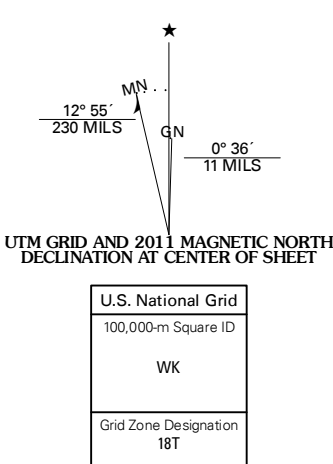 ★
MN
12° 55´
230 MILS
GN
0° 36´
11 MILS
UTM GRID AND 2011 MAGNETIC NORTH
DECLINATION AT CENTER OF SHEET
U.S. National Grid
100,000-m Square ID
WK
Grid Zone Designation
18T